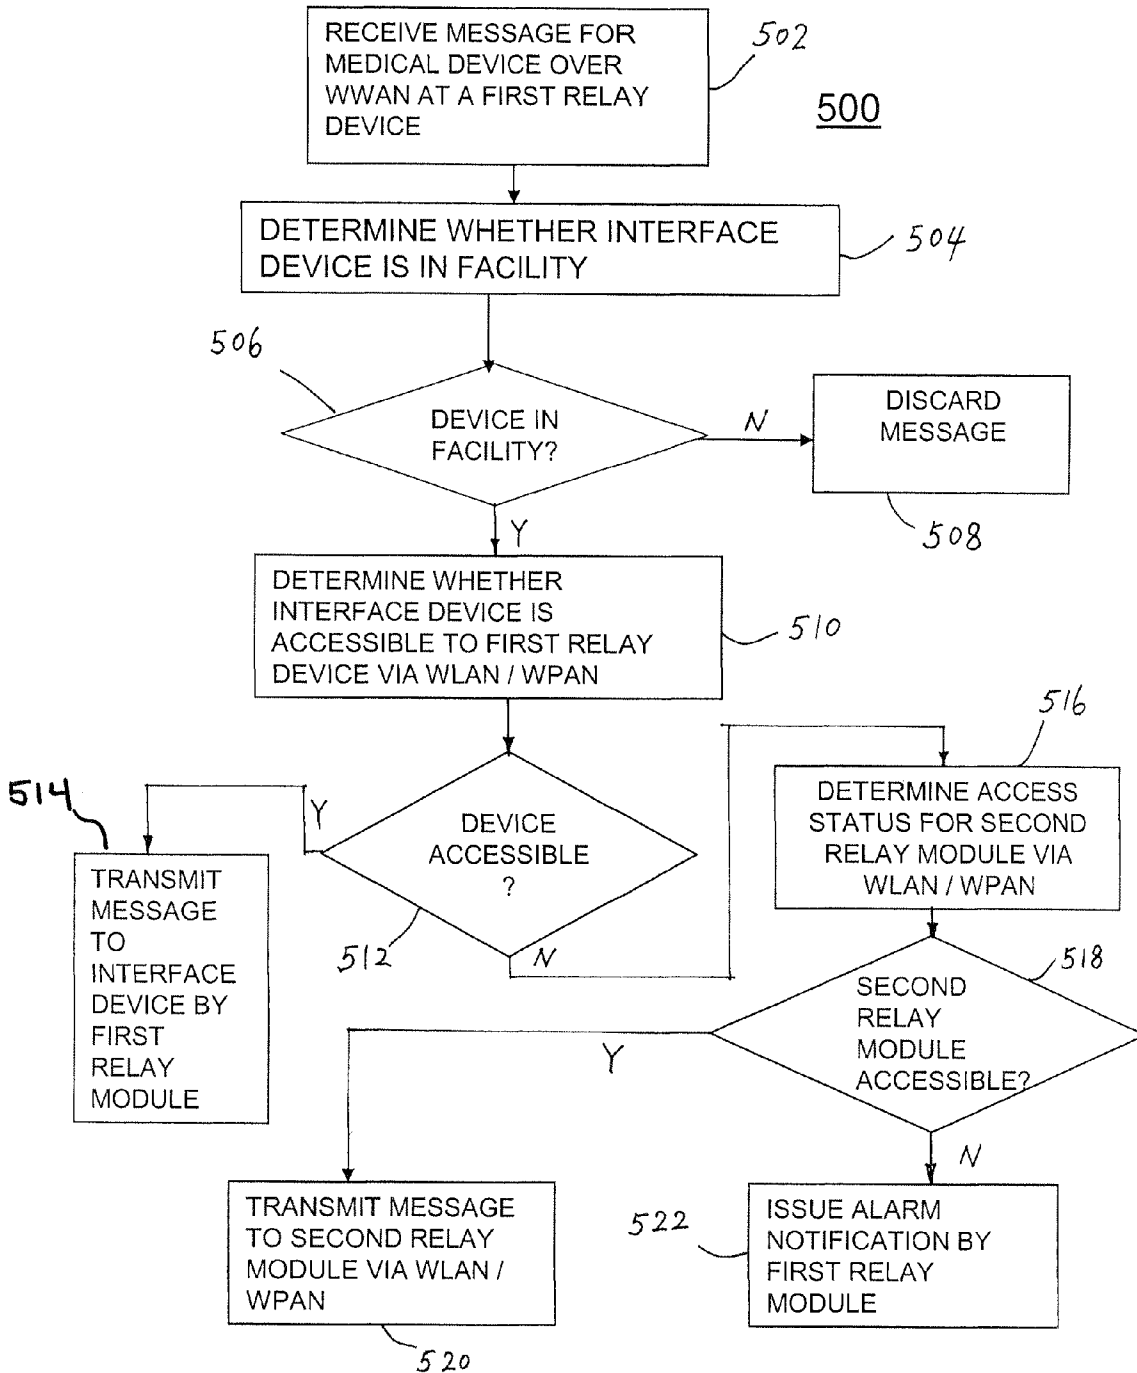 RECEIVE MESSAGE FOR
MEDICAL DEVICE OVER
WWAN AT A FIRST RELAY
DEVICE
502
500
DETERMINE WHETHER INTERFACE
DEVICE IS IN FACILITY
504
506
DEVICE IN
FACILITY?
N
DISCARD
MESSAGE
508
Y
DETERMINE WHETHER
INTERFACE DEVICE IS
ACCESSIBLE TO FIRST RELAY
DEVICE VIA WLAN / WPAN
510
516
514
Y
DEVICE
ACCESSIBLE
?
512
N
DETERMINE ACCESS
STATUS FOR SECOND
RELAY MODULE VIA
WLAN / WPAN
TRANSMIT
MESSAGE
TO
INTERFACE
DEVICE BY
FIRST
RELAY
MODULE
518
SECOND
RELAY
MODULE
ACCESSIBLE?
Y
N
TRANSMIT MESSAGE
TO SECOND RELAY
MODULE VIA WLAN /
WPAN
520
522
ISSUE ALARM
NOTIFICATION BY
FIRST RELAY
MODULE